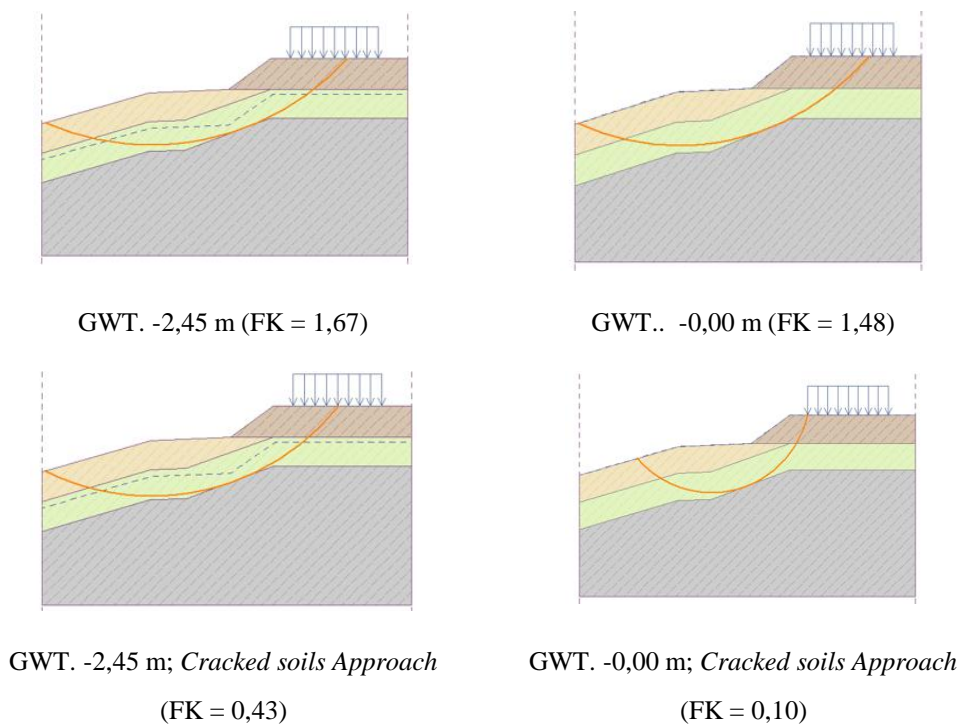 GWT. -2,45 m (FK = 1,67)
GWT.. -0,00 m (FK = 1,48)
GWT. -2,45 m; Cracked soils Approach
(FK = 0,43)
GWT. -0,00 m; Cracked soils Approach
(FK = 0,10)